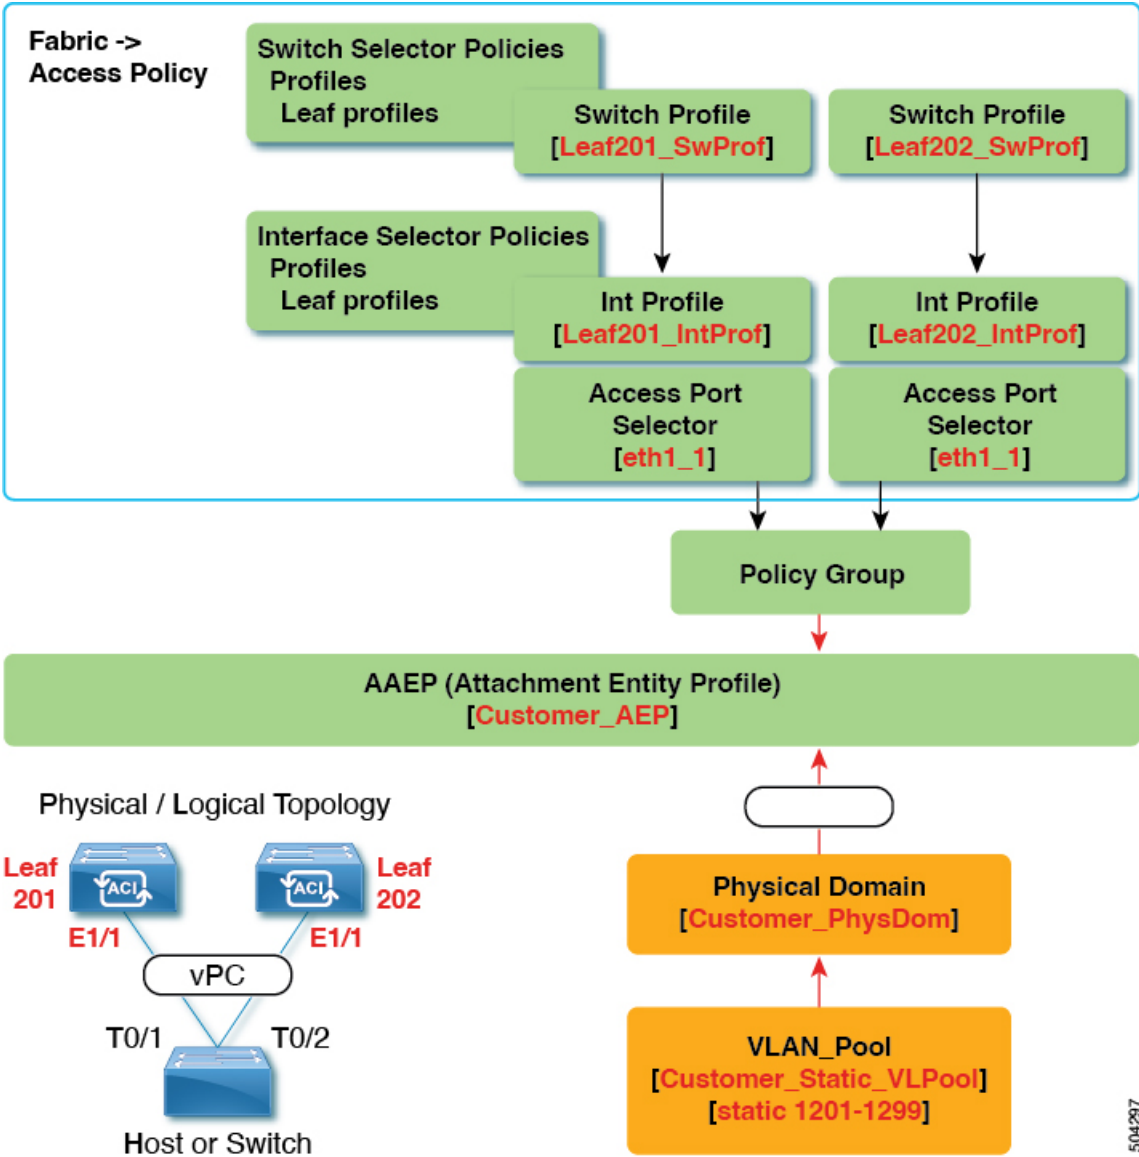 Fabric ->
Access Policy
Switch Selector Policies
Profiles
Leaf profiles
Switch Profile
[Leaf201_SwProf]
Switch Profile
[Leaf202_SwProf]
Interface Selector Policies
Profiles
Leaf profiles
Int Profile
[Leaf201_IntProf]
Int Profile
[Leaf202_IntProf]
Access Port
Selector
[eth1_1]
Access Port
Selector
[eth1_1]
Policy Group
AAEP (Attachment Entity Profile)
[Customer_AEP]
Physical / Logical Topology
Leaf
201
ACI
ACI
Leaf
202
E1/1
E1/1
vPC
T0/1
T0/2
Host or Switch
Physical Domain
[Customer_PhysDom]
VLAN_Pool
[Customer_Static_VLPool]
[static 1201-1299]
504297